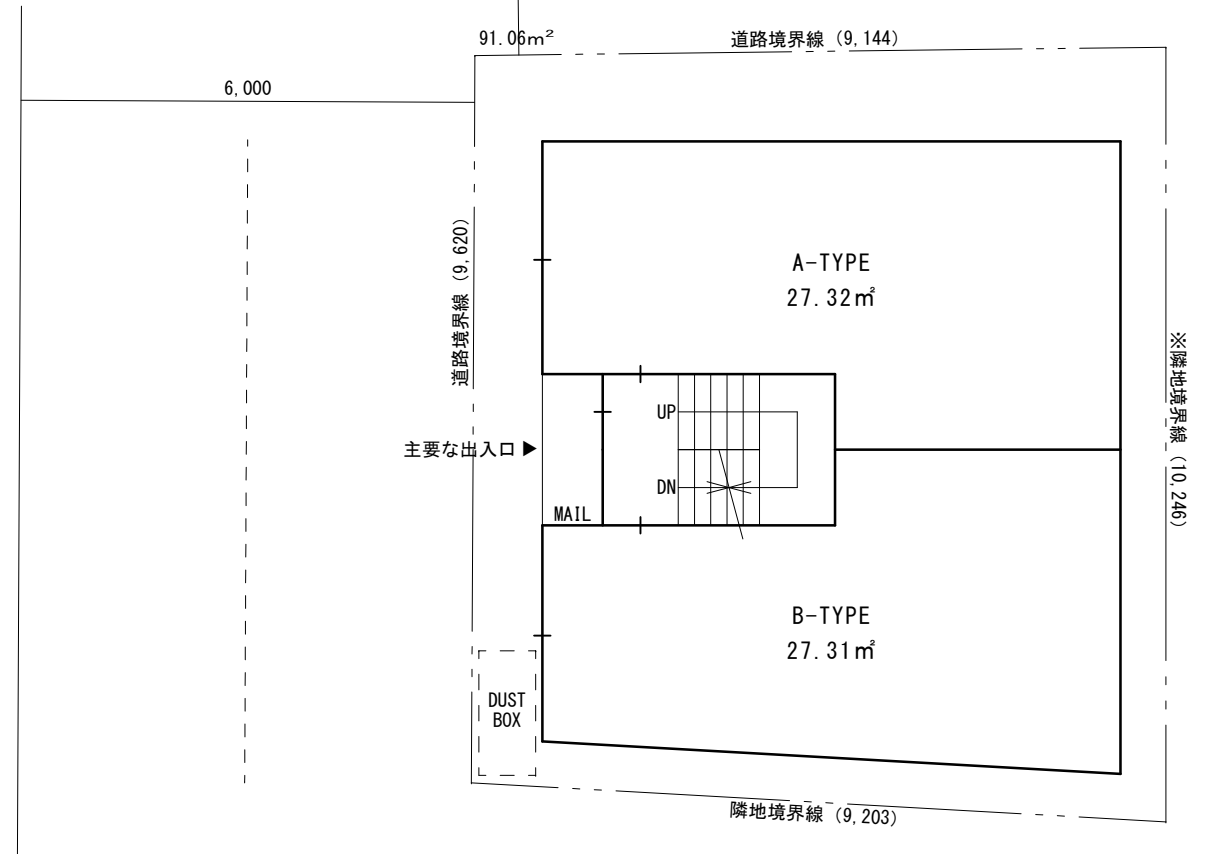 91.06m²
道路境界線 (9,144)
6,000
道路境界線 (9,620)
A-TYPE
27.32㎡
※隣地境界線 (10,246)
UP
主要な出入口 ▶
DN
MAIL
B-TYPE
27.31㎡
DUST
BOX
隣地境界線 (9,203)